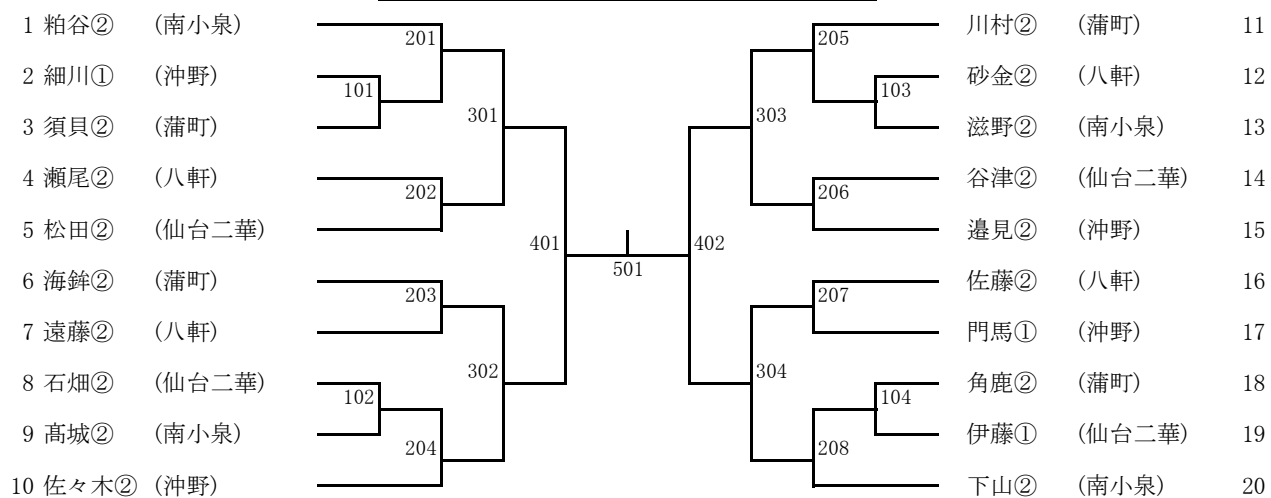 1 粕谷② (南小泉)
2 細川① (沖野)
3 須貝② (蒲町)
4 瀬尾② (八軒)
5 松田② (仙台二華)
6 海鉾② (蒲町)
7 遠藤② (八軒)
8 石畑② (仙台二華)
9 髙城② (南小泉)
10 佐々木② (沖野)
201
101
301
202
401
203
302
102
204
501
205
103
303
206
402
207
304
104
208
川村② (蒲町) 11
砂金② (八軒) 12
滋野② (南小泉) 13
谷津② (仙台二華) 14
邉見② (沖野) 15
佐藤② (八軒) 16
門馬① (沖野) 17
角鹿② (蒲町) 18
伊藤① (仙台二華) 19
下山② (南小泉) 20